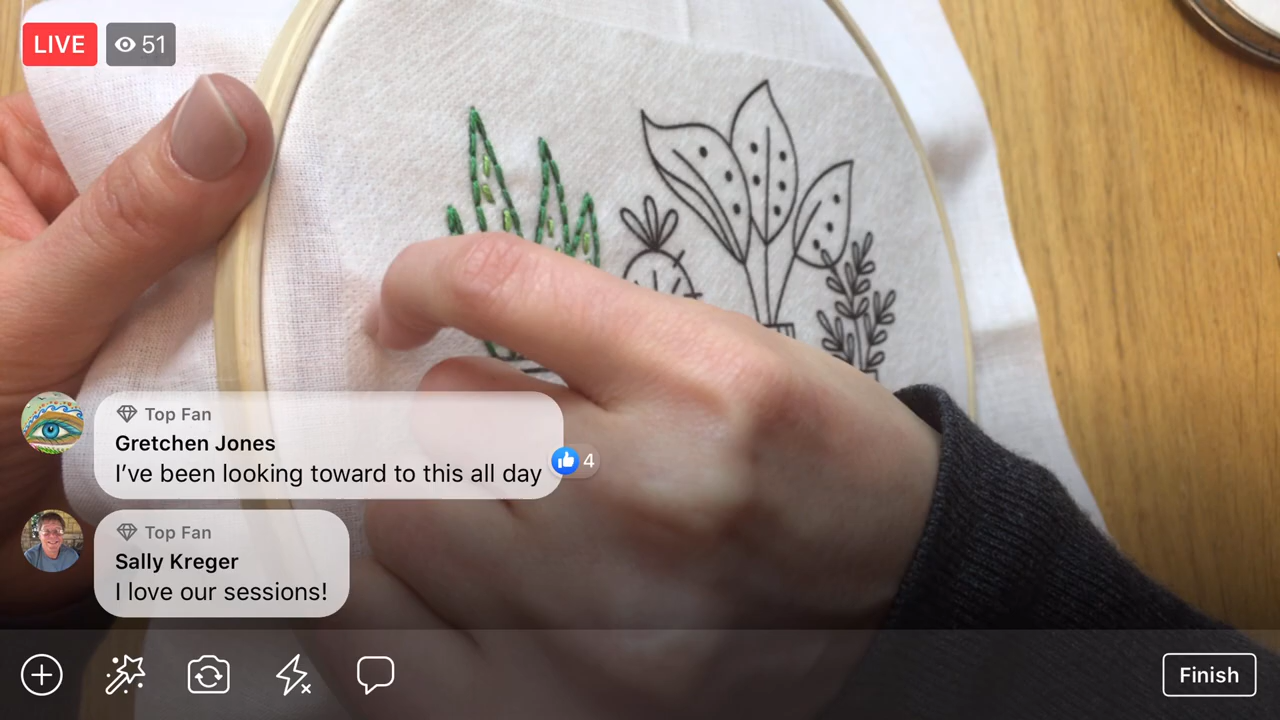 LIVE
51
Top Fan
Gretchen Jones
I’ve been looking toward to this all day
4
Top Fan
Sally Kreger
I love our sessions!
Finish